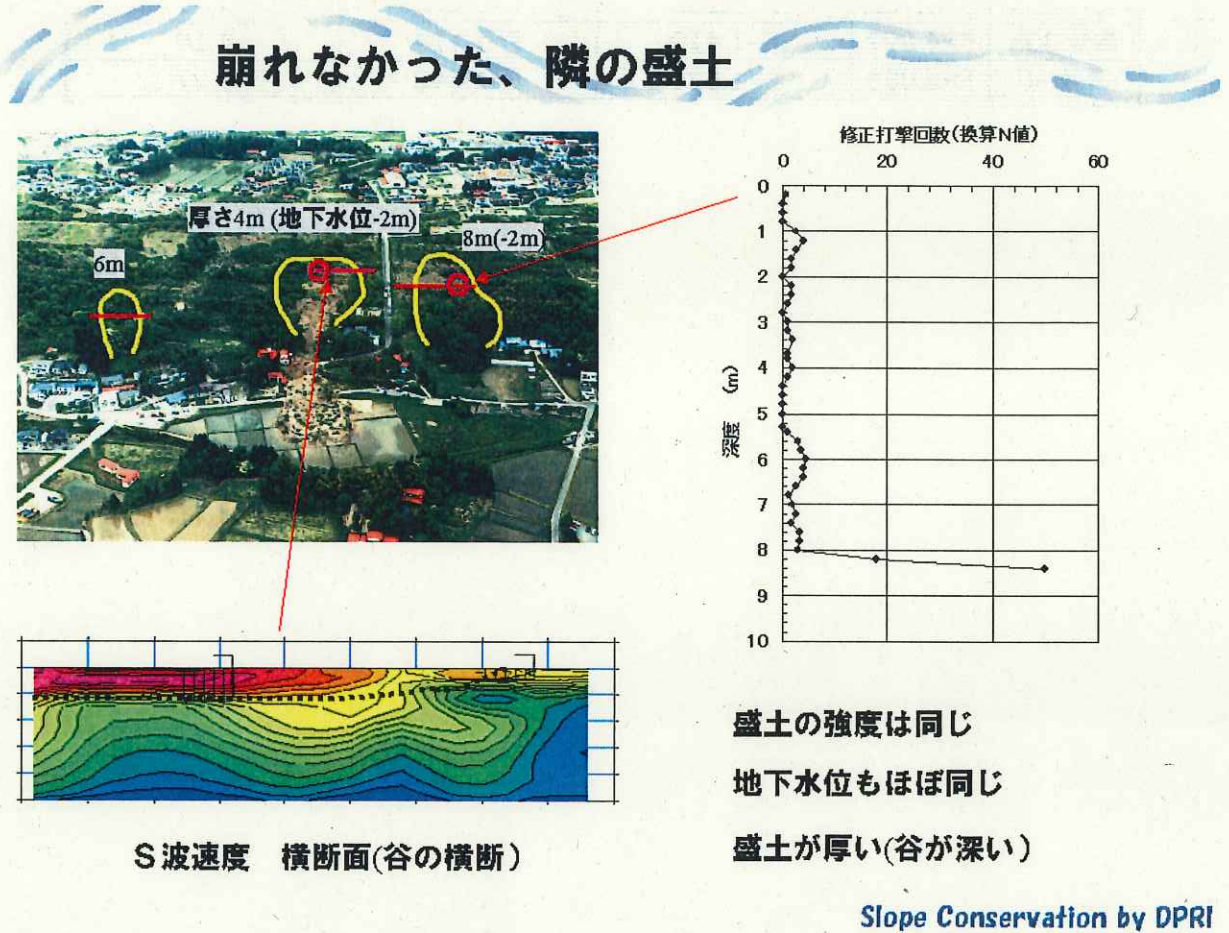 崩れなかった、隣の盛土
厚さ4m (地下水位-2m)
8m(-2m)
6m
修正打撃回数(換算N値)
0 20 40 60
0
1
2
3
4
5
6
7
8
9
10
深度 (m)
S波速度 横断面(谷の横断)
盛土の強度は同じ
地下水位もほぼ同じ
盛土が厚い(谷が深い)
Slope Conservation by DPRI